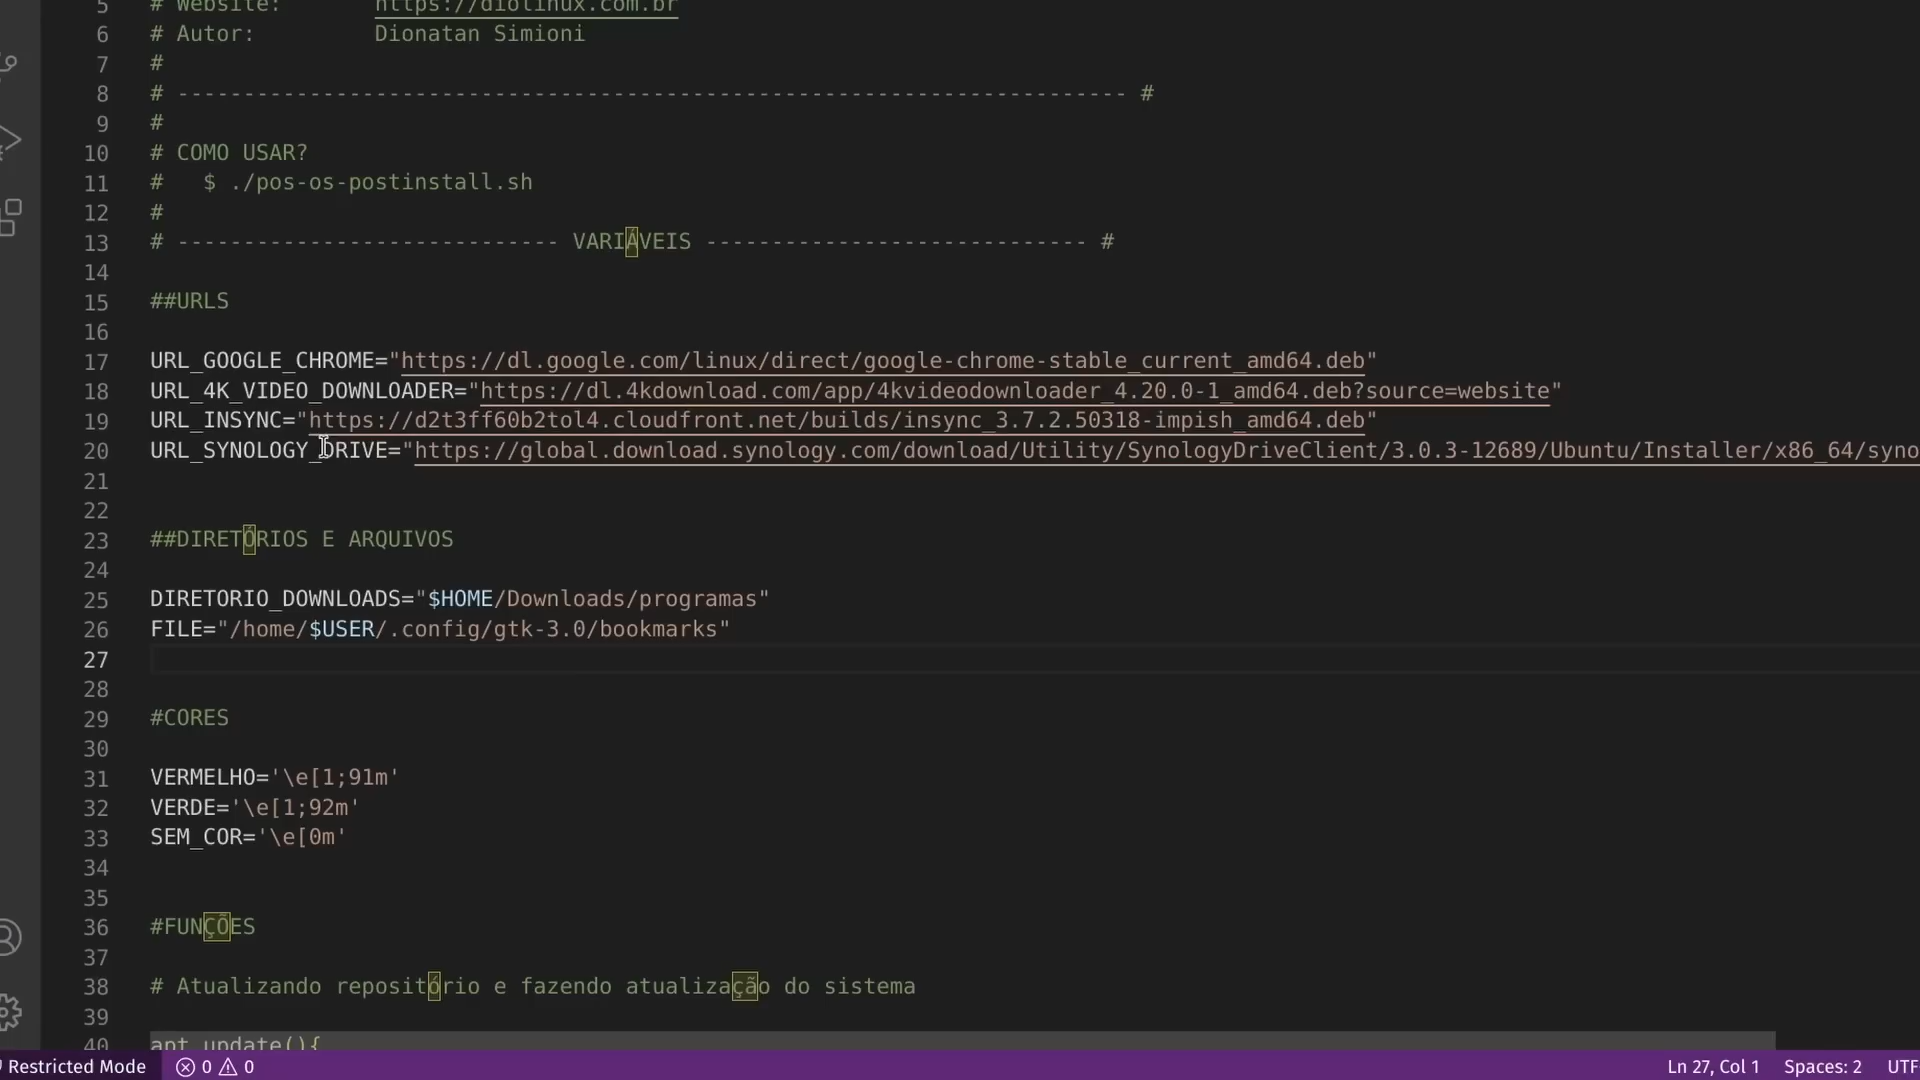 5 # Website: https://diolinux.com.br
6 # Autor: Dionatan Simioni
7 #
8 # ------------------------------------------------------------------------ #
9 #
10 # COMO USAR?
11 # $ ./pos-os-postinstall.sh
12 #
13 # ----------------------------- VARIÁVEIS ----------------------------- #
14
15 ##URLS
16
17 URL_GOOGLE_CHROME="https://dl.google.com/linux/direct/google-chrome-stable_current_amd64.deb"
18 URL_4K_VIDEO_DOWNLOADER="https://dl.4kdownload.com/app/4kvideodownloader_4.20.0-1_amd64.deb?source=website"
19 URL_INSYNC="https://d2t3ff60b2tol4.cloudfront.net/builds/insync_3.7.2.50318-impish_amd64.deb"
20 URL_SYNOLOGY_DRIVE="https://global.download.synology.com/download/Utility/SynologyDriveClient/3.0.3-12689/Ubuntu/Installer/x86_64/syno
21
22
23 ##DIRETÓRIOS E ARQUIVOS
24
25 DIRETORIO_DOWNLOADS="$HOME/Downloads/programas"
26 FILE="/home/$USER/.config/gtk-3.0/bookmarks"
27
28
29 #CORES
30
31 VERMELHO='\e[1;91m'
32 VERDE='\e[1;92m'
33 SEM_COR='\e[0m'
34
35
36 #FUNÇÕES
37
38 # Atualizando repositório e fazendo atualização do sistema
39
40 apt_update(){
Restricted Mode 0 0 Ln 27, Col 1 Spaces: 2 UTF